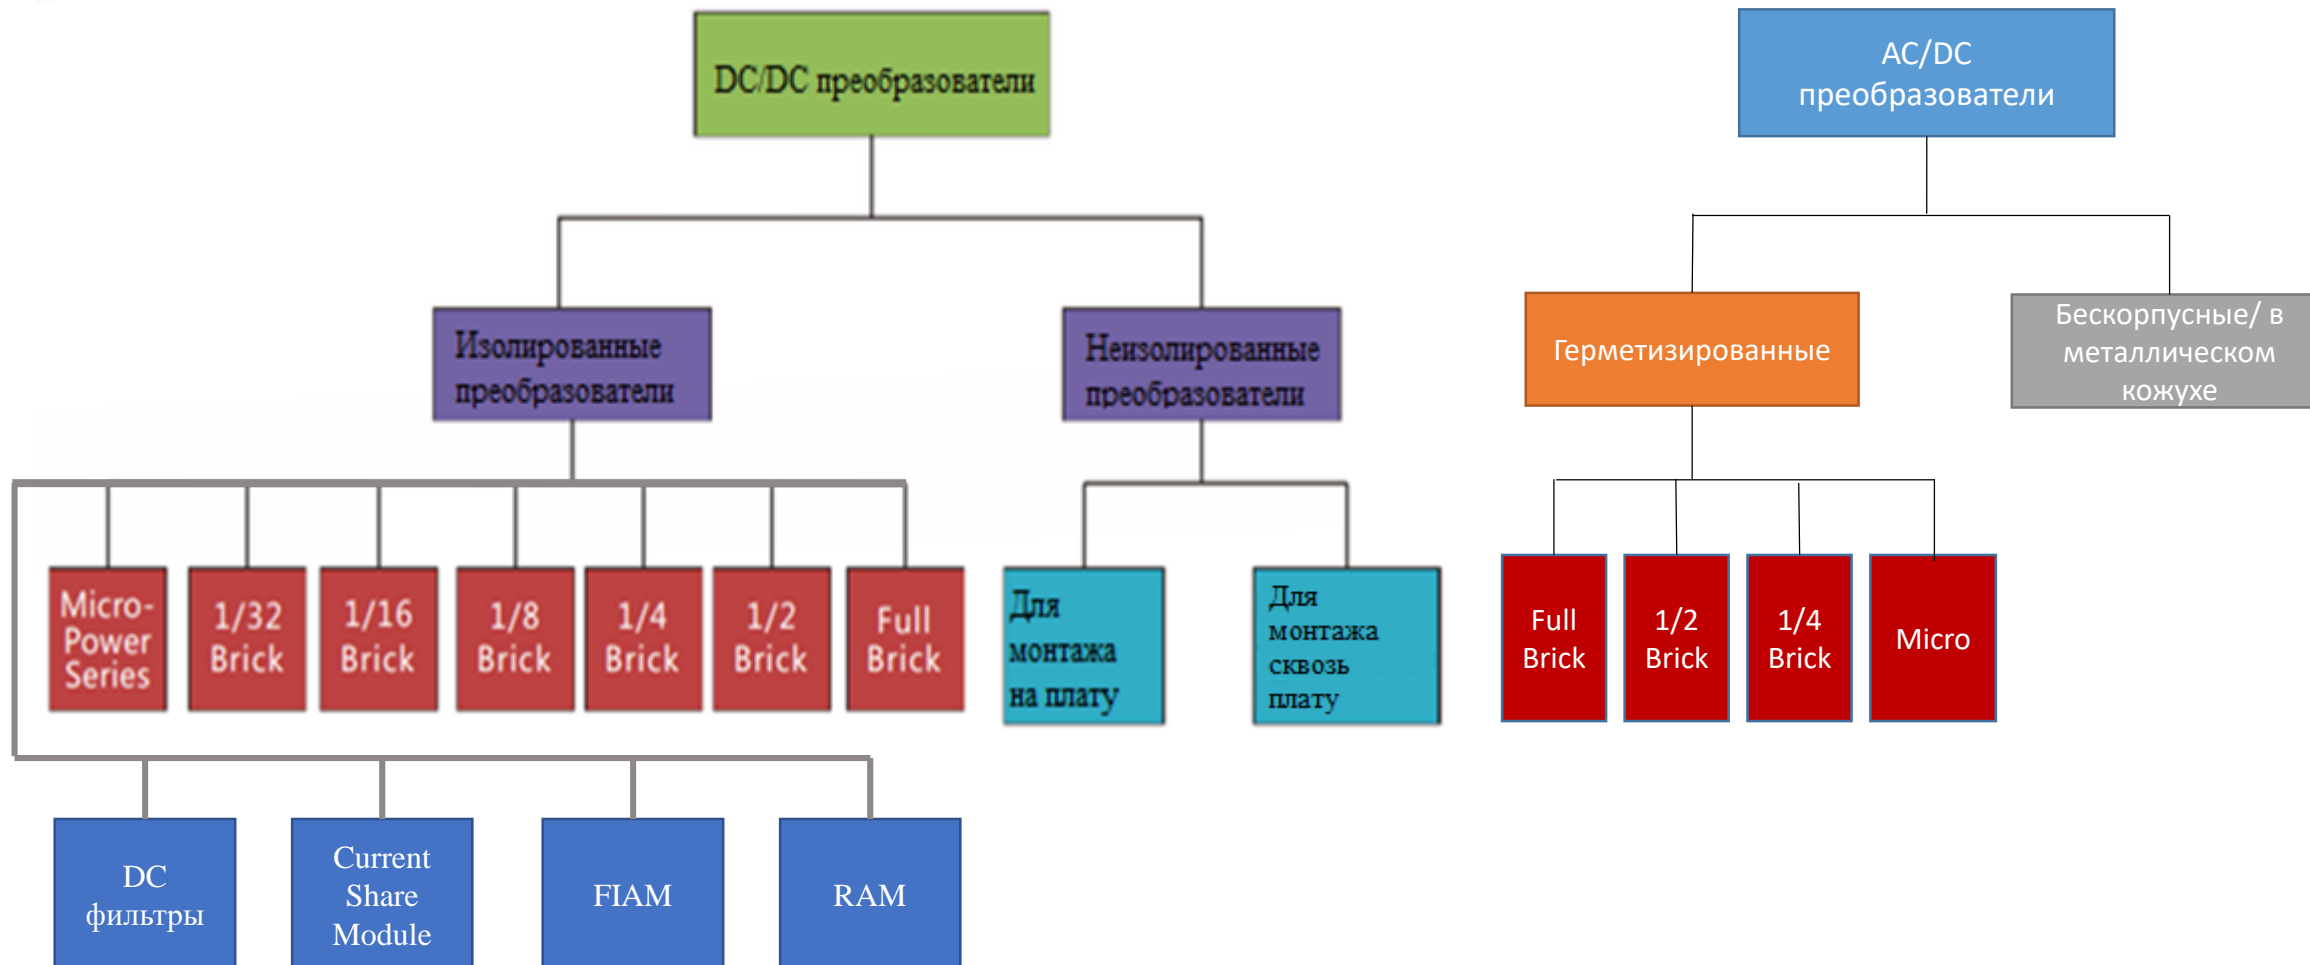 DC/DC преобразователи
AC/DC
преобразователи
Изолированные
преобразователи
Неизолированные
преобразователи
Герметизированные
Бескорпусные/ в
металлическом
кожухе
Micro-
Power
Series
1/32
Brick
1/16
Brick
1/8
Brick
1/4
Brick
1/2
Brick
Full
Brick
Для
монтажа
на плату
Для
монтажа
сквозь
плату
Full
Brick
1/2
Brick
1/4
Brick
Micro
DC
фильтры
Current
Share
Module
FIAM
RAM